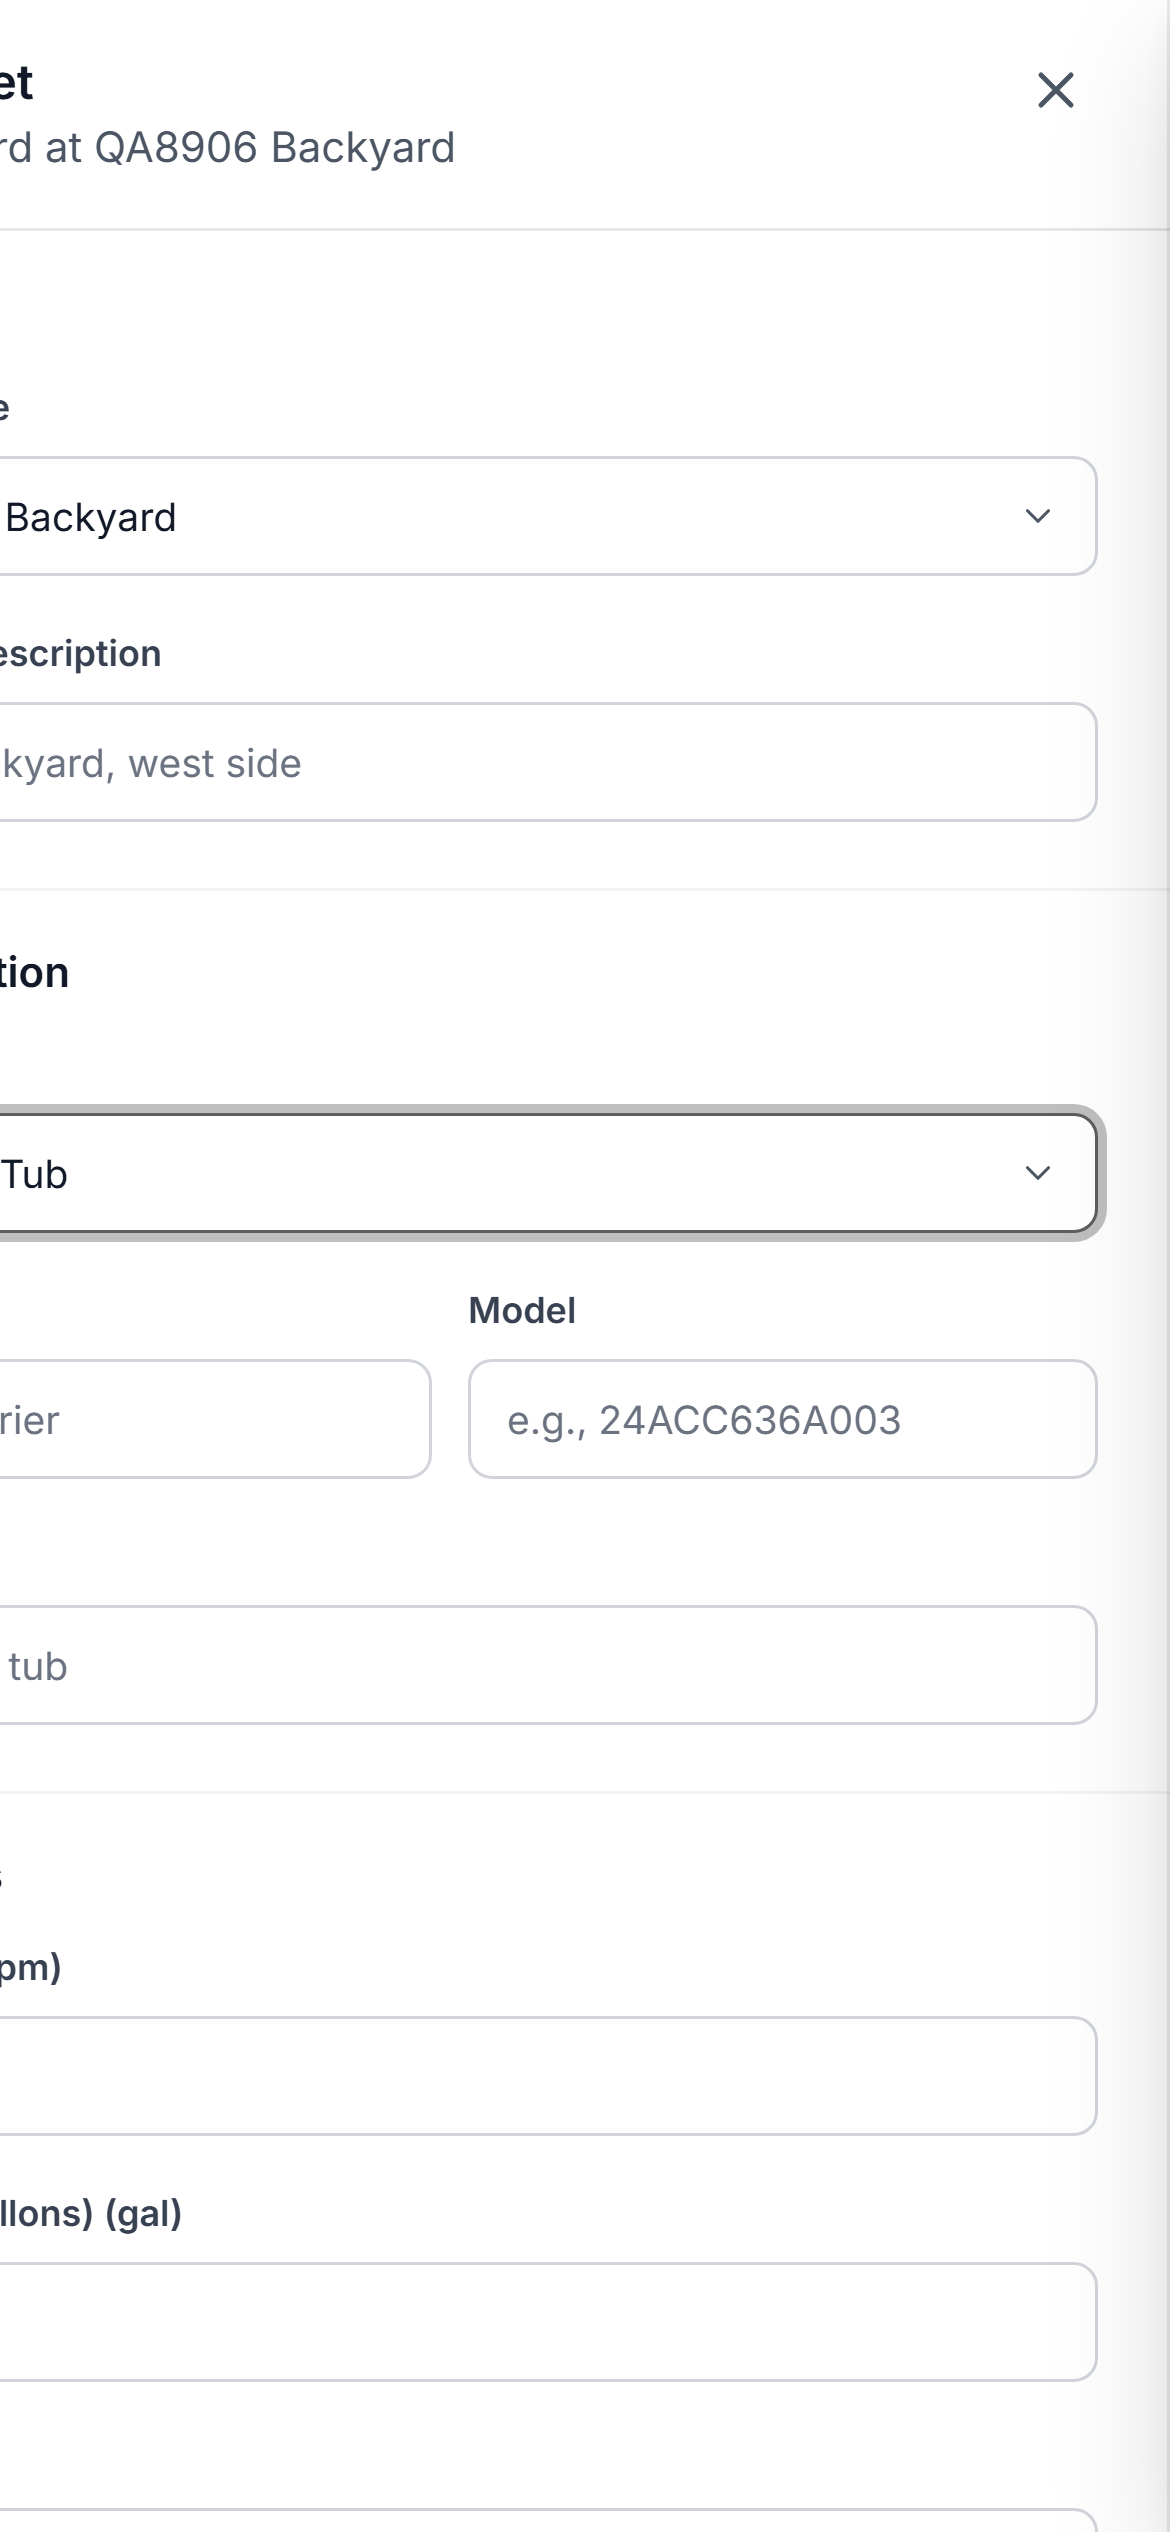 et
rd at QA8906 Backyard
e
Backyard
escription
kyard, west side
tion
Tub
Model
rier
e.g., 24ACC636A003
tub
s
pm)
llons) (gal)